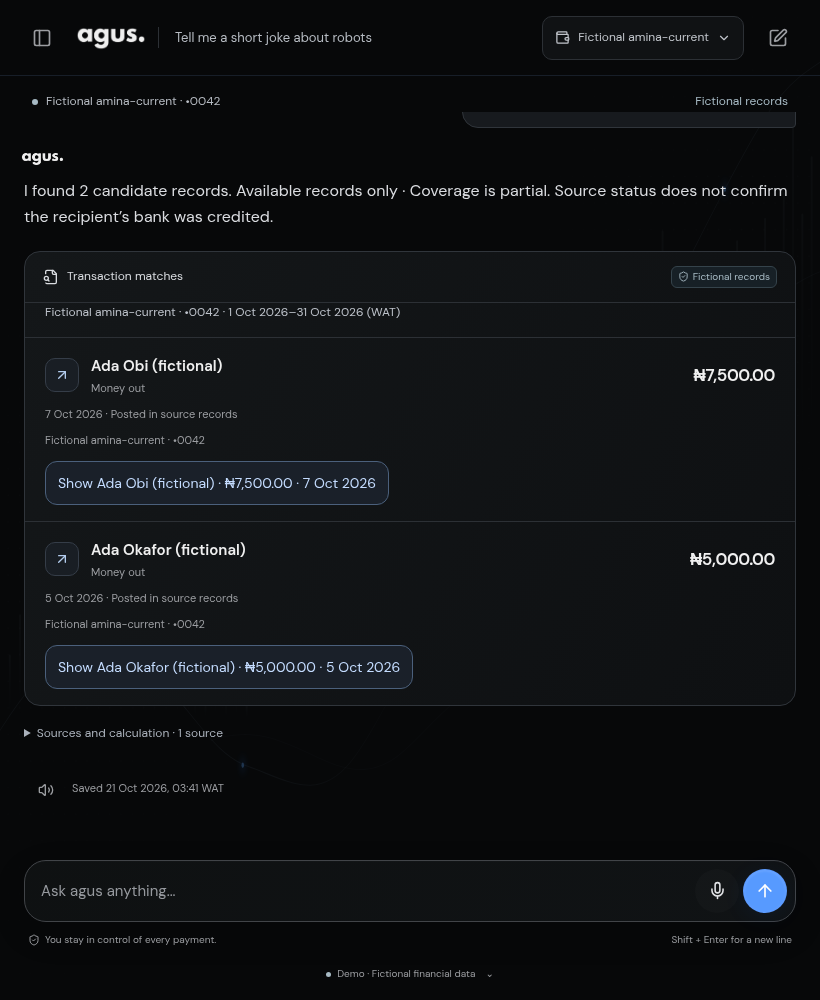 agus.
Tell me a short joke about robots
Fictional amina-current
Fictional amina-current · •0042
Fictional records
agus.
I found 2 candidate records. Available records only · Coverage is partial. Source status does not confirm
the recipient’s bank was credited.
Transaction matches
Fictional records
Fictional amina-current · •0042 · 1 Oct 2026–31 Oct 2026 (WAT)
Ada Obi (fictional)
₦7,500.00
Money out
7 Oct 2026 · Posted in source records
Fictional amina-current · •0042
Show Ada Obi (fictional) · ₦7,500.00 · 7 Oct 2026
Ada Okafor (fictional)
₦5,000.00
Money out
5 Oct 2026 · Posted in source records
Fictional amina-current · •0042
Show Ada Okafor (fictional) · ₦5,000.00 · 5 Oct 2026
Sources and calculation · 1 source
Saved 21 Oct 2026, 03:41 WAT
Ask agus anything...
You stay in control of every payment.
Shift + Enter for a new line
Demo · Fictional financial data